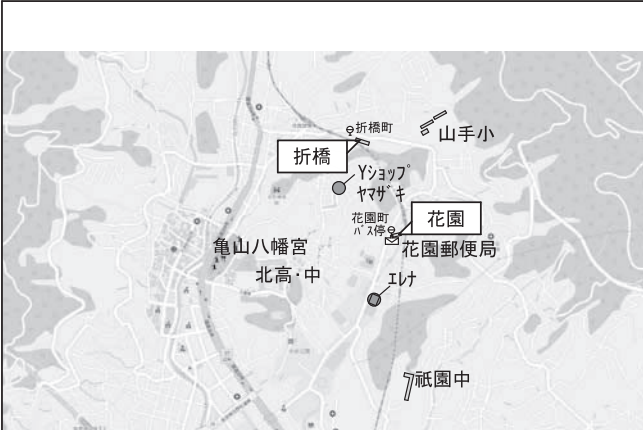 折橋町
山手小
折橋
Yショップ
ヤマザキ
花園町
バス停
花園
花園郵便局
亀山八幡宮
北高・中
エレナ
祇園中